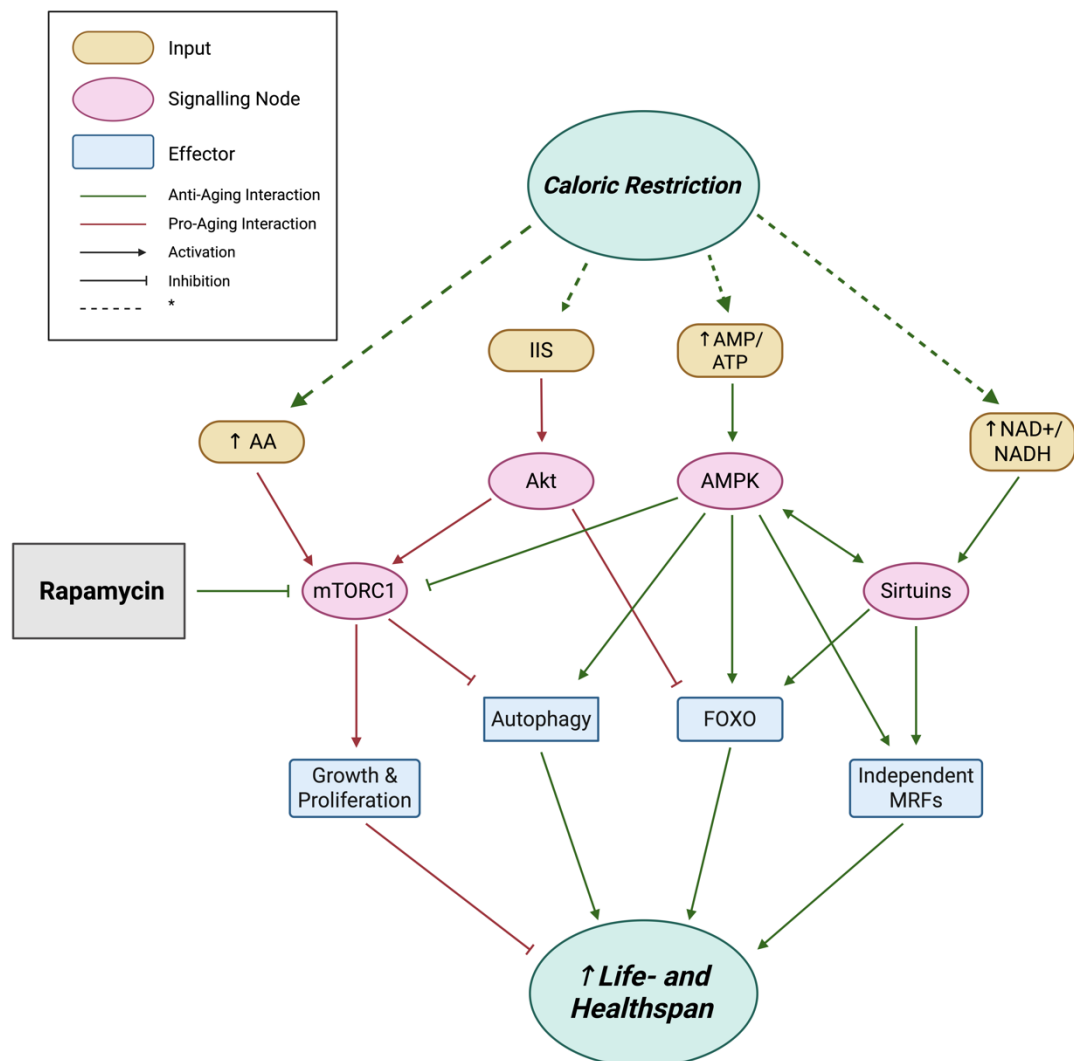 Input
Signalling Node
Effector
Anti-Aging Interaction
Pro-Aging Interaction
Activation
Inhibition
*
Caloric Restriction
IIS
↑AMP/
ATP
↑ AA
↑NAD+/
NADH
Akt
AMPK
Rapamycin
mTORC1
Sirtuins
Autophagy
FOXO
Growth &
Proliferation
Independent
MRFs
↑Life- and
Healthspan